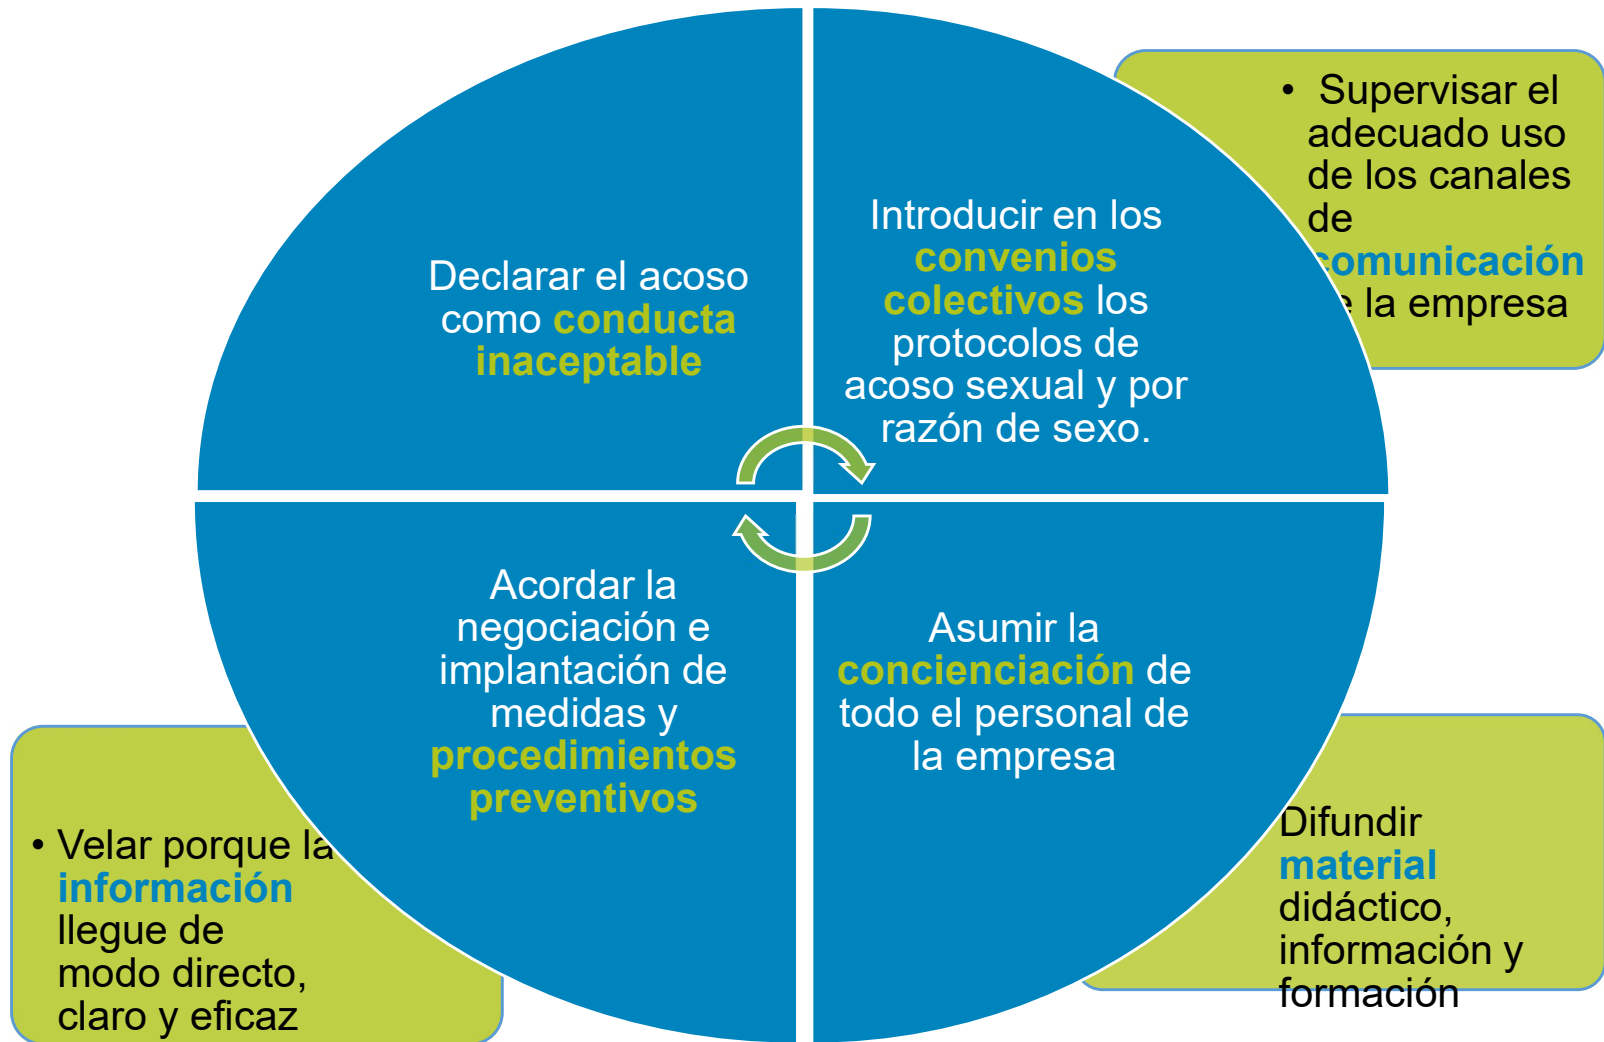 Declarar el acoso
como conducta
inaceptable
Introducir en los
convenios
colectivos los
protocolos de
acoso sexual y por
razón de sexo.
• Supervisar el
adecuado uso
de los canales
de
comunicación
de la empresa
Acordar la
negociación e
implantación de
medidas y
procedimientos
preventivos
Asumir la
concienciación de
todo el personal de
la empresa
• Velar porque la
información
llegue de
modo directo,
claro y eficaz
Difundir
material
didáctico,
información y
formación